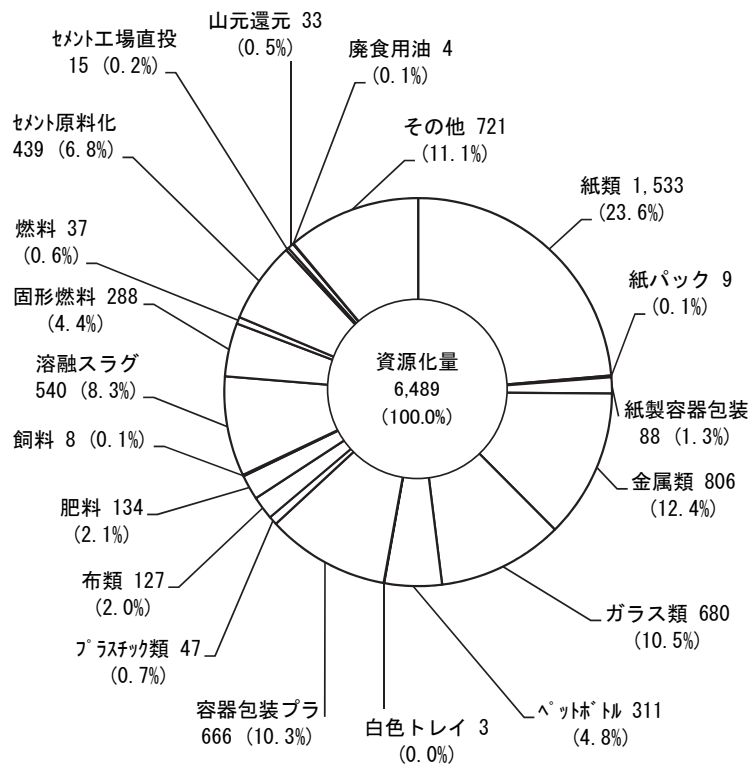 山元還元 33
(0.5%)
セメント工場直投
15 (0.2%)
廃食用油 4
(0.1%)
セメント原料化
439 (6.8%)
その他 721
(11.1%)
紙類 1,533
(23.6%)
燃料 37
(0.6%)
紙パック 9
(0.1%)
固形燃料 288
(4.4%)
資源化量
6,489
(100.0%)
溶融スラグ
540 (8.3%)
紙製容器包装
88 (1.3%)
飼料 8 (0.1%)
金属類 806
(12.4%)
肥料 134
(2.1%)
布類 127
(2.0%)
ガラス類 680
(10.5%)
プラスチック類 47
(0.7%)
容器包装プラ
666 (10.3%)
白色トレイ 3
(0.0%)
ペットボトル 311
(4.8%)